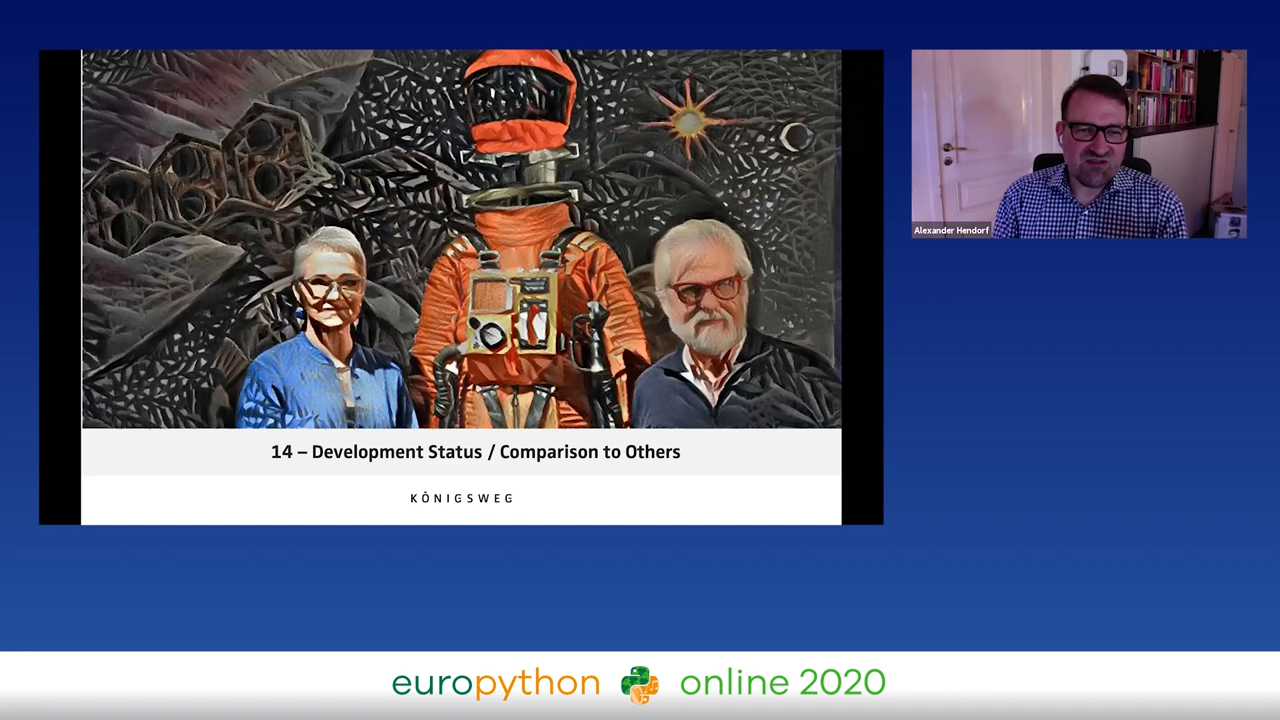 Alexander Hendorf
14 – Development Status / Comparison to Others
KÖNIGSWEG
europython online 2020